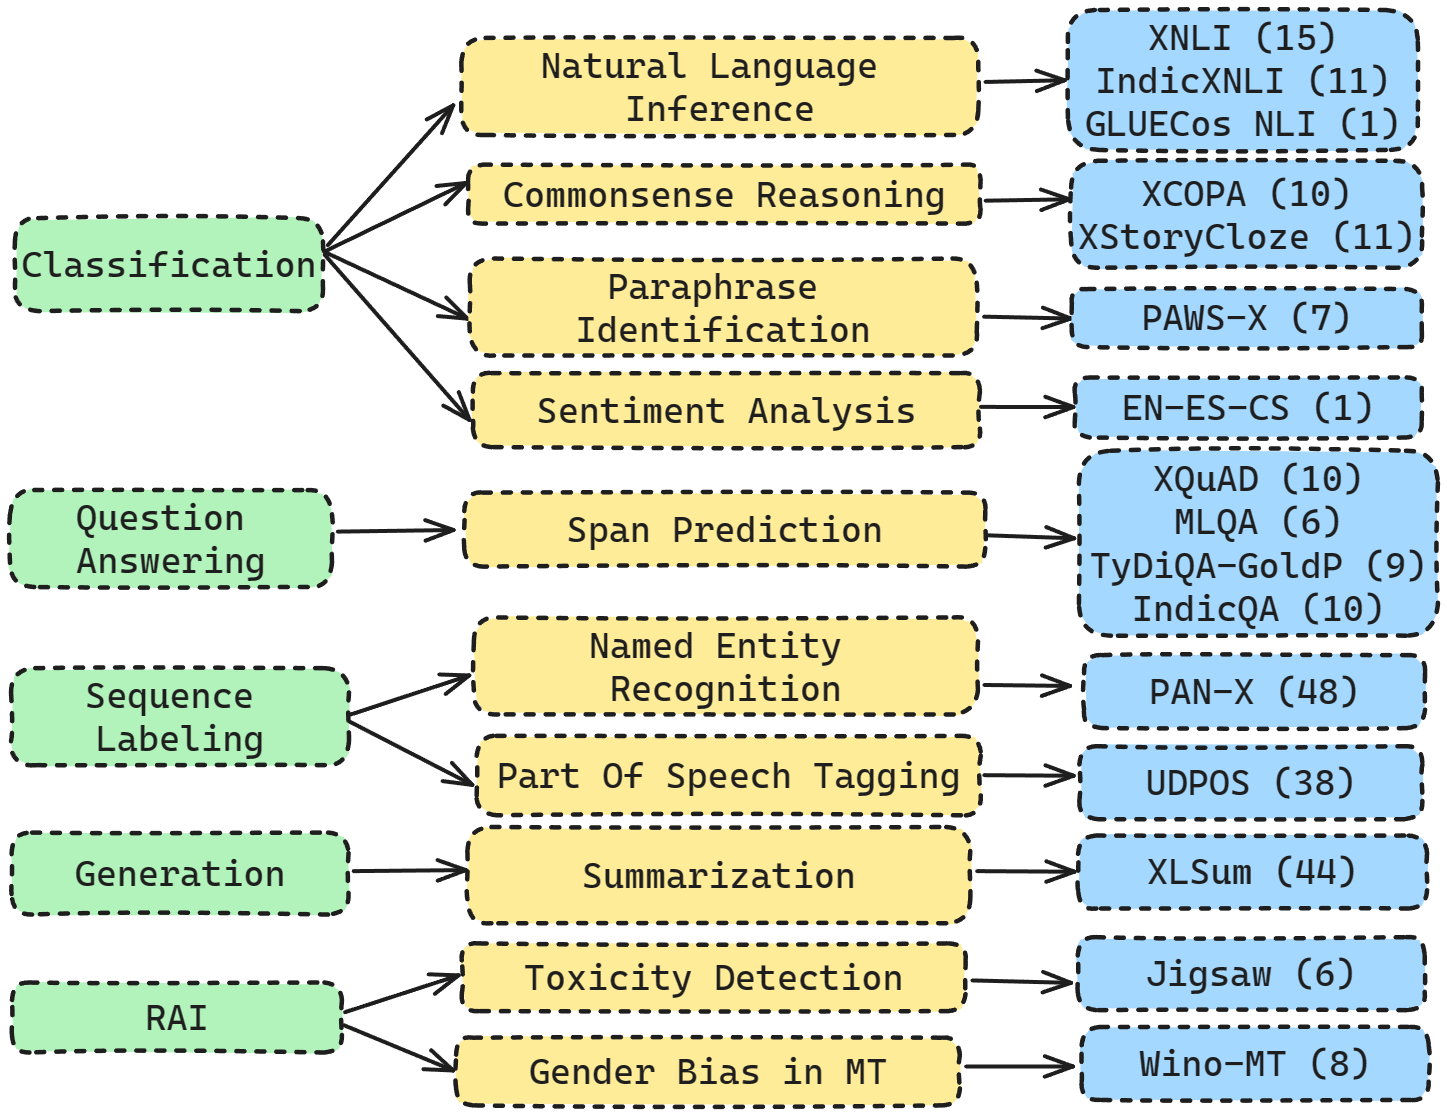 Classification
Natural Language
Inference
XNLI (15)
IndicXNLI (11)
GLUECos NLI (1)
Commonsense Reasoning
XCOPA (10)
XStoryCloze (11)
Paraphrase
Identification
PAWS-X (7)
Sentiment Analysis
EN-ES-CS (1)
Question
Answering
Span Prediction
XQuAD (10)
MLQA (6)
TyDiQA-GoldP (9)
IndicQA (10)
Sequence
Labeling
Named Entity
Recognition
PAN-X (48)
Part Of Speech Tagging
UDPOS (38)
Generation
Summarization
XLSum (44)
RAI
Toxicity Detection
Jigsaw (6)
Gender Bias in MT
Wino-MT (8)